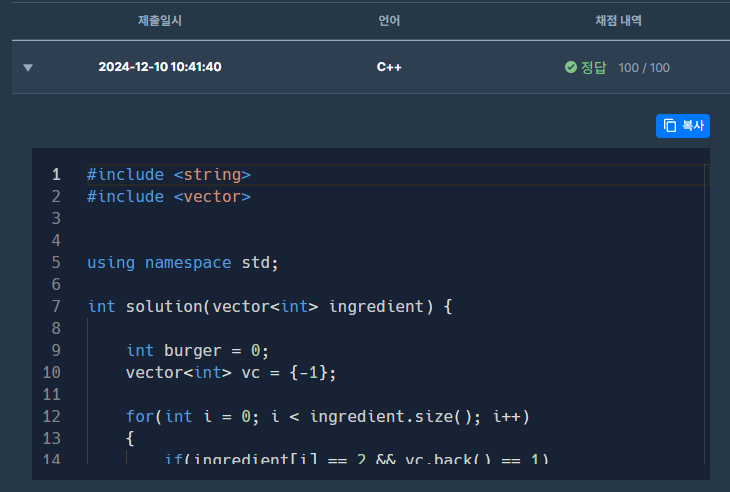 제출일시 언어 채점 내역
2024-12-10 10:41:40 C++ 정답 100 / 100
복사
1 #include <string>
2 #include <vector>
3
4
5 using namespace std;
6
7 int solution(vector<int> ingredient) {
8
9 int burger = 0;
10 vector<int> vc = {-1};
11
12 for(int i = 0; i < ingredient.size(); i++)
13 {
14 if(ingredient[i] == 2 && vc.back() == 1)